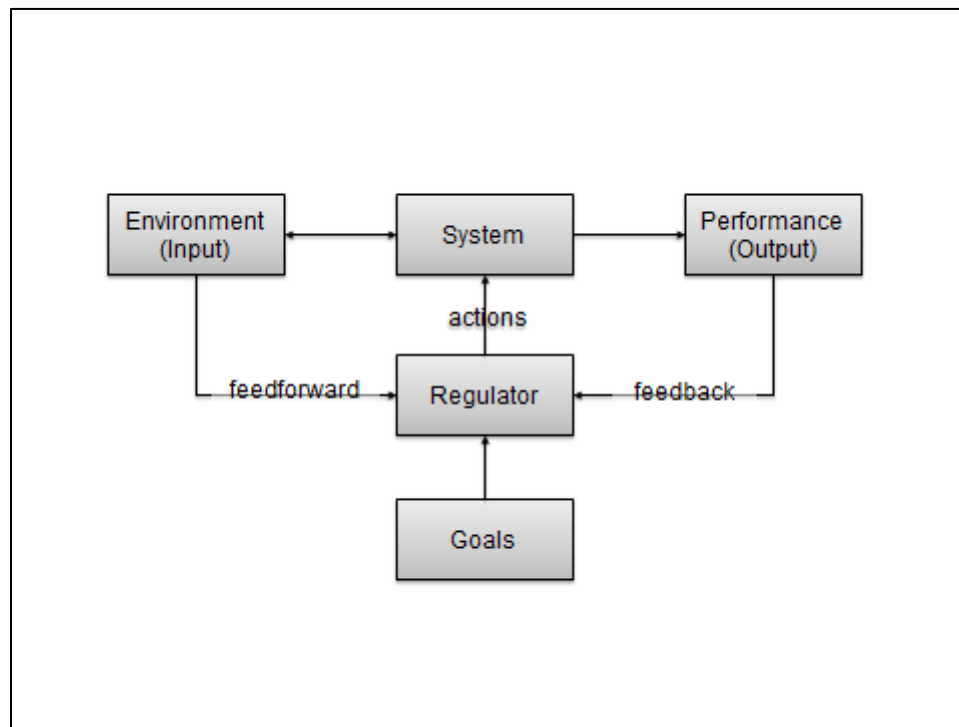 Environment
(Input)
System
Performance
(Output)
actions
feedforward
Regulator
feedback
Goals